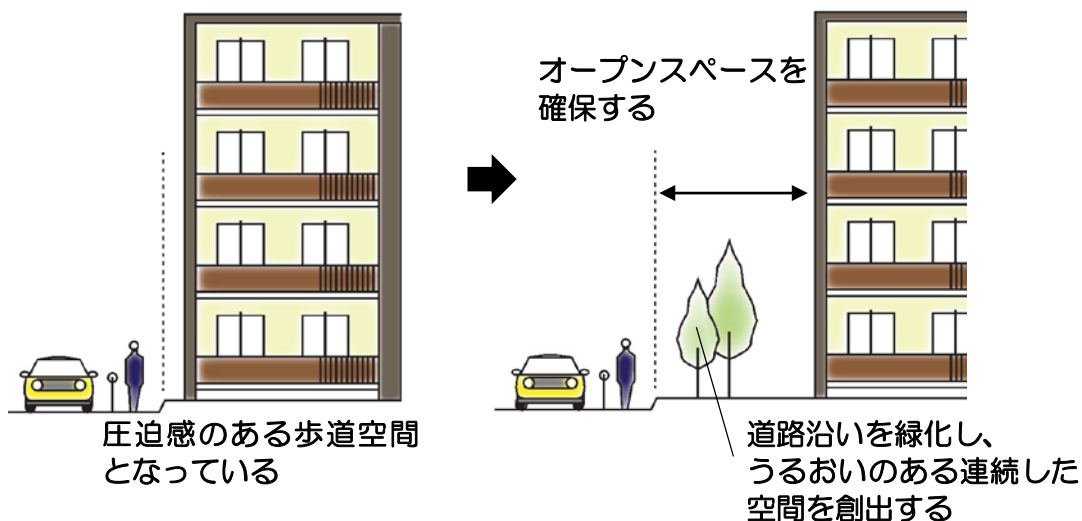 オープンスペースを
確保する
圧迫感のある歩道空間
となっている
道路沿いを緑化し、
うるおいのある連続した
空間を創出する